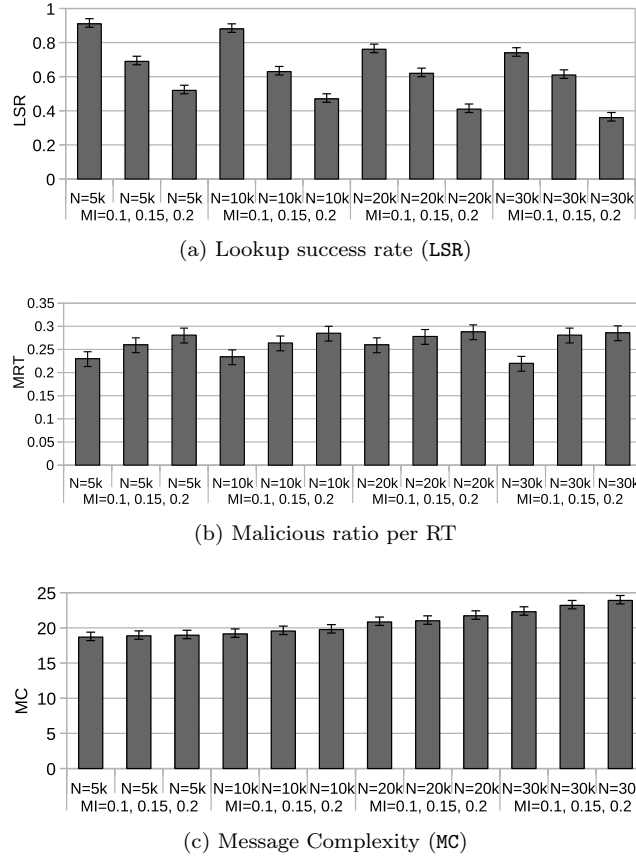 1
0.8
0.6
0.4
0.2
0
LSR
N=5k N=5k N=5k N=10k N=10k N=10k N=20k N=20k N=20k N=30k N=30k N=30k
MI=0.1, 0.15, 0.2 MI=0.1, 0.15, 0.2 MI=0.1, 0.15, 0.2 MI=0.1, 0.15, 0.2
(a) Lookup success rate (LSR)
0.35
0.3
0.25
0.2
0.15
0.1
0.05
0
MRT
N=5k N=5k N=5k N=10k N=10k N=10k N=20k N=20k N=20k N=30k N=30k N=30k
MI=0.1, 0.15, 0.2 MI=0.1, 0.15, 0.2 MI=0.1, 0.15, 0.2 MI=0.1, 0.15, 0.2
(b) Malicious ratio per RT
25
20
15
10
5
0
MC
N=5k N=5k N=5k N=10k N=10k N=10k N=20k N=20k N=20k N=30k N=30k N=30
MI=0.1, 0.15, 0.2 MI=0.1, 0.15, 0.2 MI=0.1, 0.15, 0.2 MI=0.1, 0.15, 0.2
(c) Message Complexity (MC)